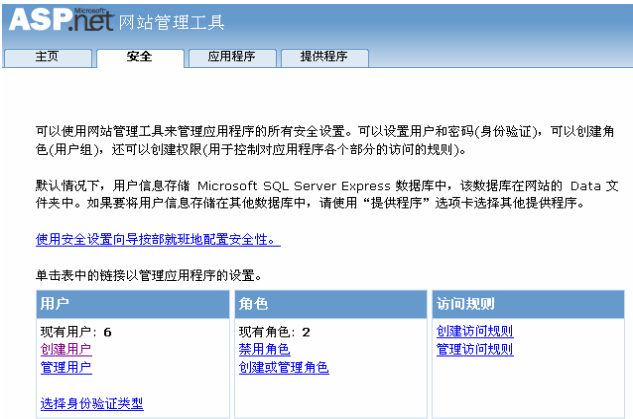 Microsoft
ASP.net 网站管理工具
主页 安全 应用程序 提供程序
可以使用网站管理工具来管理应用程序的所有安全设置。可以设置用户和密码(身份验证)，可以创建角
色(用户组)，还可以创建权限(用于控制对应用程序各个部分的访问的规则)。
默认情况下，用户信息存储 Microsoft SQL Server Express 数据库中，该数据库在网站的 Data 文
件夹中。如果要将用户信息存储在其他数据库中，请使用“提供程序”选项卡选择其他提供程序。
使用安全设置向导按部就班地配置安全性。
单击表中的链接以管理应用程序的设置。
用户 角色 访问规则
现有用户: 6 现有角色: 2 创建访问规则
创建用户 禁用角色 管理访问规则
管理用户 创建或管理角色
选择身份验证类型